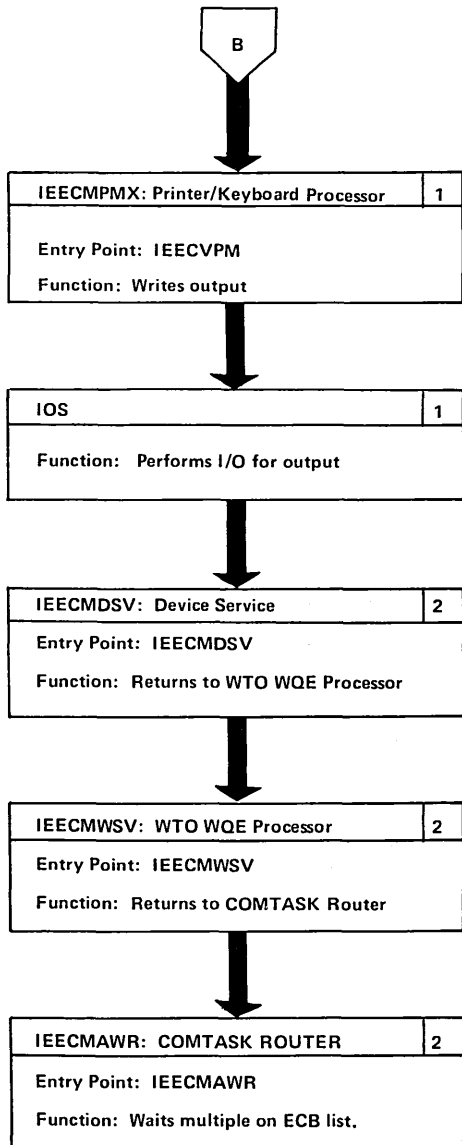 B
IEECMPMX: Printer/Keyboard Processor 1
Entry Point: IEECVPM
Function: Writes output
IOS 1
Function: Performs I/O for output
IEECMDSV: Device Service 2
Entry Point: IEECMDSV
Function: Returns to WTO WQE Processor
IEECMWSV: WTO WQE Processor 2
Entry Point: IEECMWSV
Function: Returns to COMTASK Router
IEECMAWR: COMTASK ROUTER 2
Entry Point: IEECMAWR
Function: Waits multiple on ECB list.